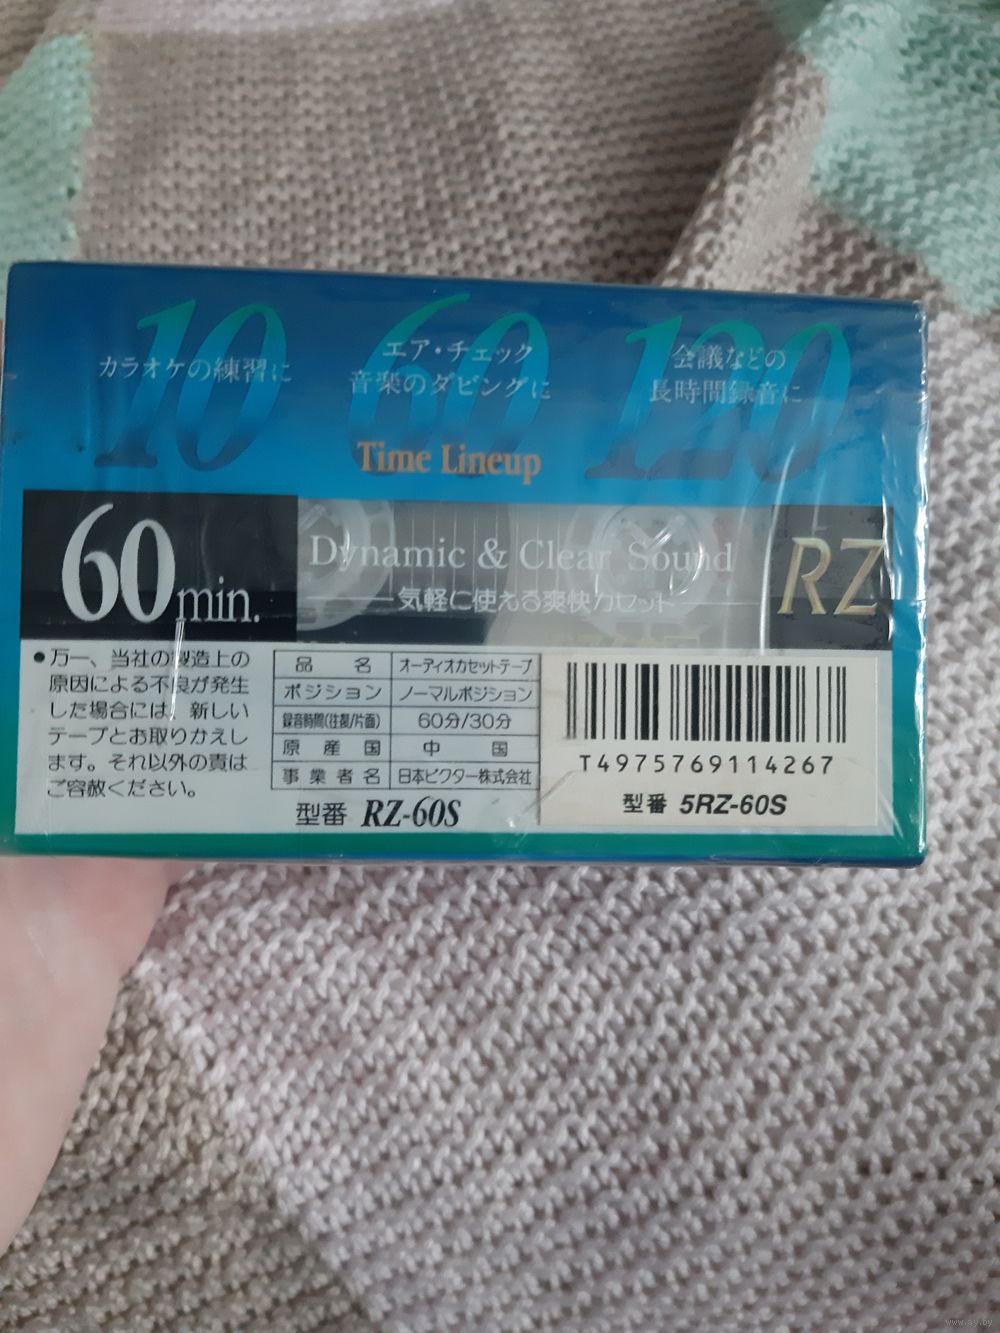 10 60 120
カラオケの練習に
エア・チェック
音楽のダビングに
会議などの
長時間録音に
Time Lineup
60min.
Dynamic & Clear Sound
気軽に使える爽快カセット
RZ
●万一、当社の製造上の
原因による不良が発生
した場合には、新しい
テープとお取りかえし
ます。それ以外の責は
ご容赦ください。
品名 オーディオカセットテープ
ポジション ノーマルポジション
録音時間(往復/片面) 60分/30分
原産国 中国
事業者名 日本ビクター株式会社
型番 RZ-60S
T4975769114267
型番 5RZ-60S
www.ay.by